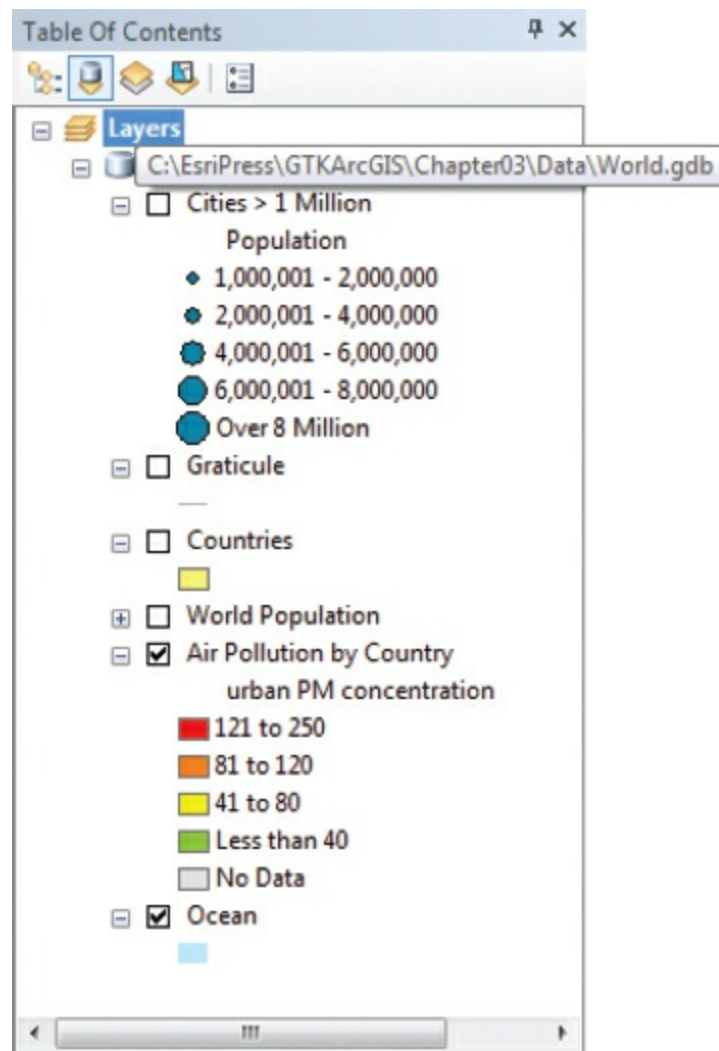 Table Of Contents
Layers
C:\EsriPress\GTKArcGIS\Chapter03\Data\World.gdb
Cities > 1 Million
Population
1,000,001 - 2,000,000
2,000,001 - 4,000,000
4,000,001 - 6,000,000
6,000,001 - 8,000,000
Over 8 Million
Graticule
Countries
World Population
Air Pollution by Country
urban PM concentration
121 to 250
81 to 120
41 to 80
Less than 40
No Data
Ocean